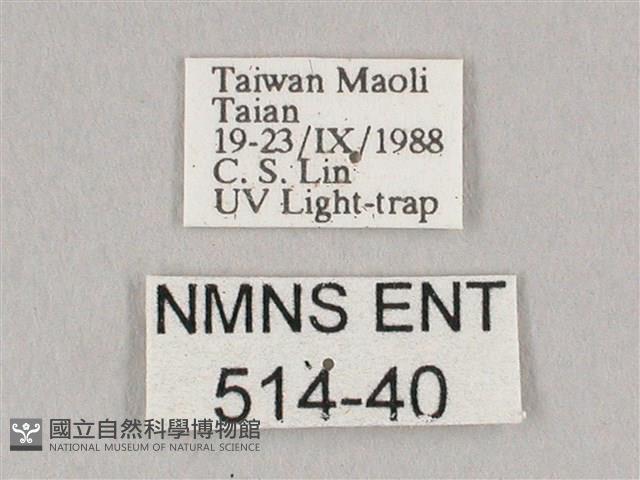 Taiwan Maoli
Taian
19-23/IX/1988
C. S. Lin
UV Light-trap
NMNS ENT
514-40
國立自然科學博物館
NATIONAL MUSEUM OF NATURAL SCIENCE